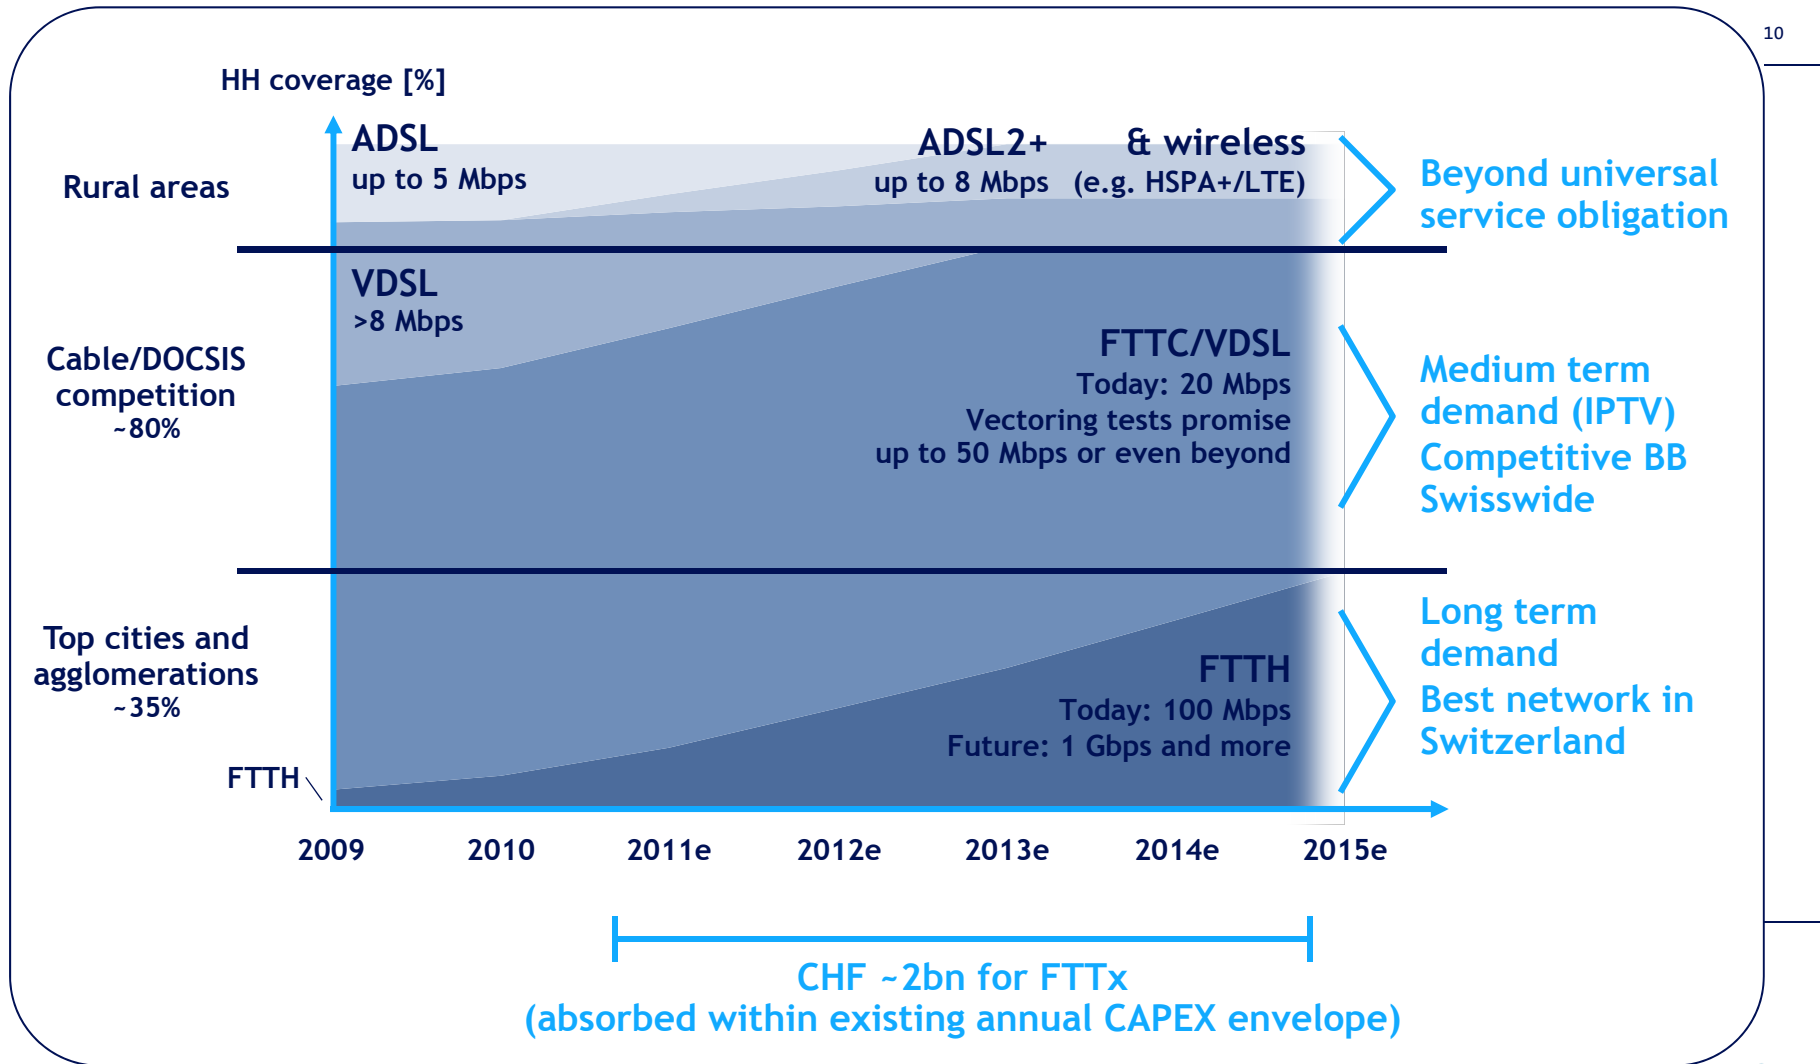 10
HH coverage [%]
ADSL
up to 5 Mbps
ADSL2+ & wireless
up to 8 Mbps (e.g. HSPA+/LTE)
Rural areas
Beyond universal
service obligation
VDSL
>8 Mbps
Cable/DOCSIS
competition
~80%
FTTC/VDSL
Today: 20 Mbps
Vectoring tests promise
up to 50 Mbps or even beyond
Medium term
demand (IPTV)
Competitive BB
Swisswide
Top cities and
agglomerations
~35%
FTTH
Today: 100 Mbps
Future: 1 Gbps and more
Long term
demand
Best network in
Switzerland
FTTH
2009 2010 2011e 2012e 2013e 2014e 2015e
CHF ~2bn for FTTx
(absorbed within existing annual CAPEX envelope)